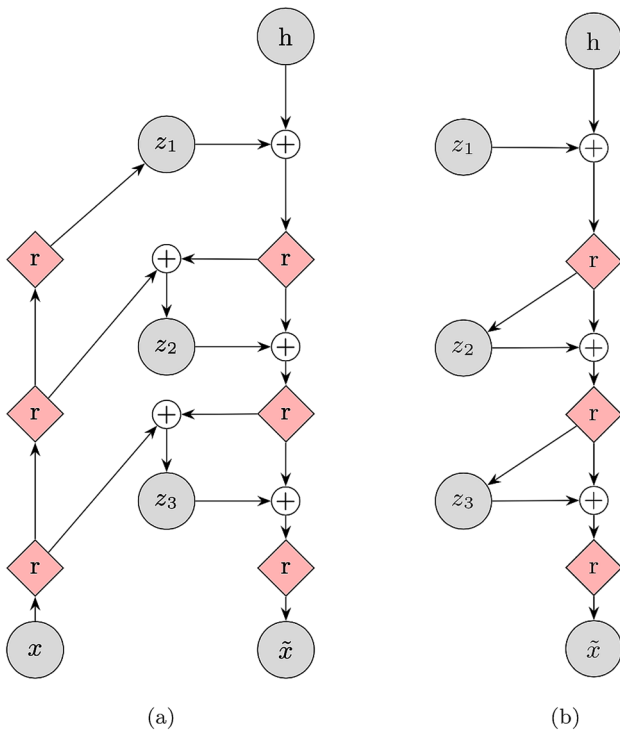 h h
z₁ + z₁ +
r r r
+
z₂ + z₂ +
r r r
+
z₃ + z₃ +
r r r
x x̃ x̃
(a) (b)